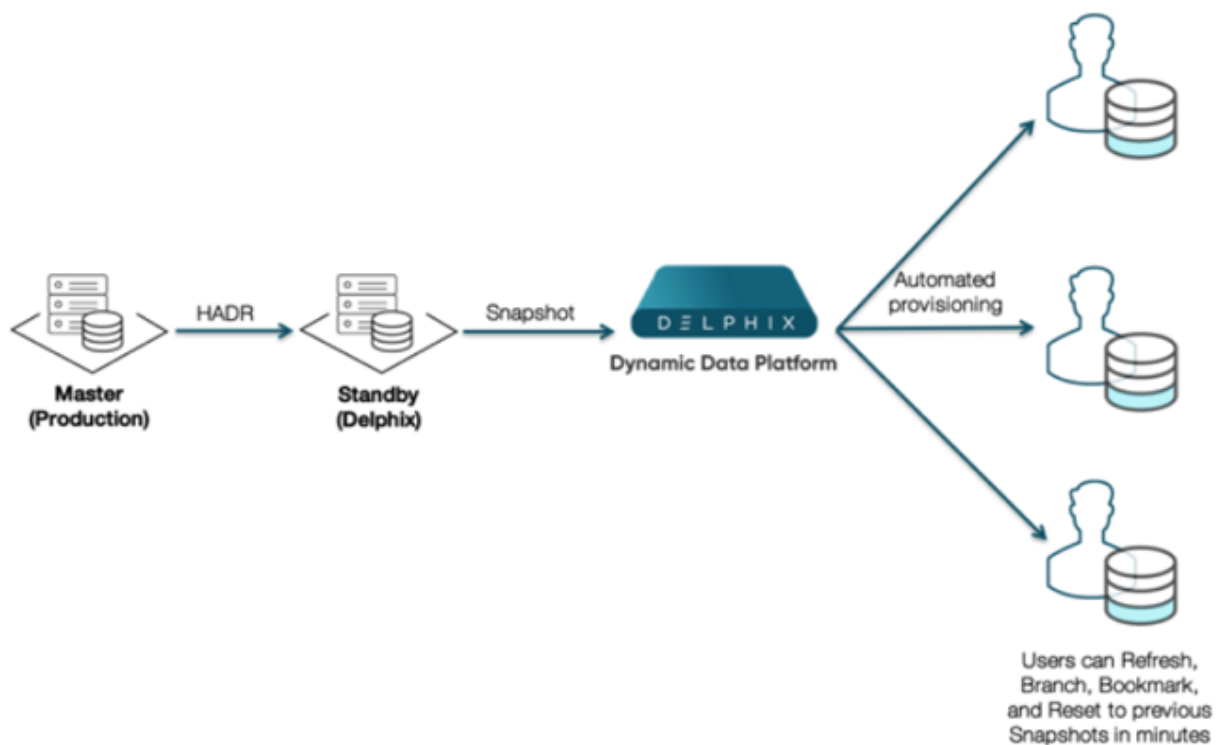 HADR
Snapshot
Automated
provisioning
DELPHIX
Dynamic Data Platform
Master
(Production)
Standby
(Delphix)
Users can Refresh,
Branch, Bookmark,
and Reset to previous
Snapshots in minutes